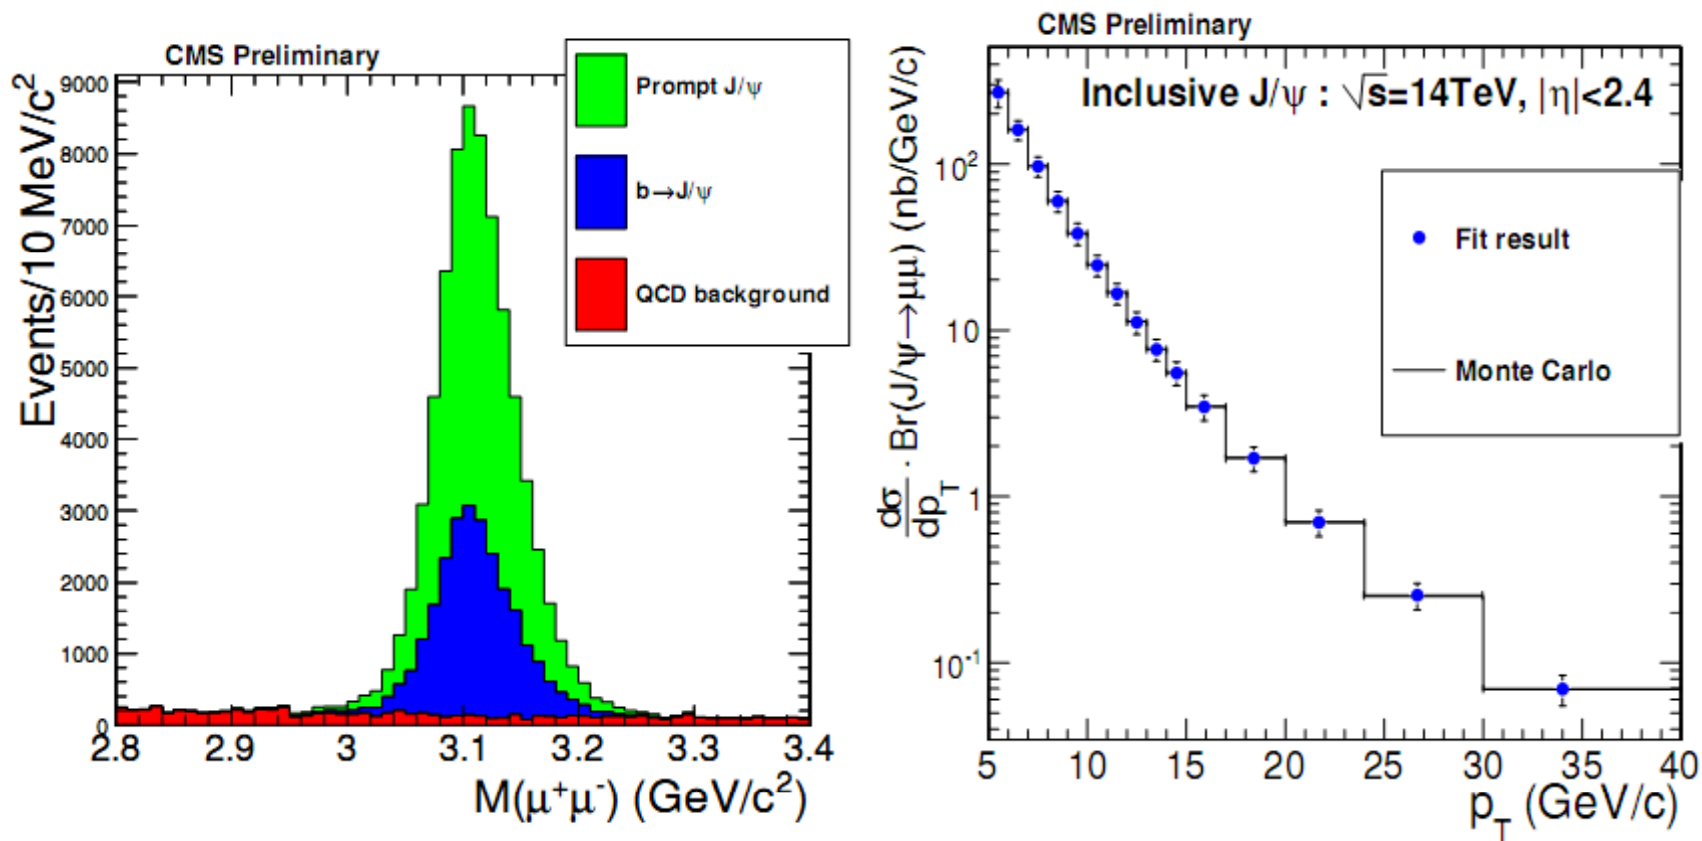 CMS Preliminary
Events/10 MeV/c²
9000
8000
7000
6000
5000
4000
3000
2000
1000
0
2.8 2.9 3 3.1 3.2 3.3 3.4
M(μ⁺μ⁻) (GeV/c²)
Prompt J/ψ
b→J/ψ
QCD background
CMS Preliminary
dσ/dp_T · Br(J/ψ→μμ) (nb/GeV/c)
Inclusive J/ψ : √s=14TeV, |η|<2.4
Fit result
Monte Carlo
10²
10
1
10⁻¹
5 10 15 20 25 30 35 40
p_T (GeV/c)